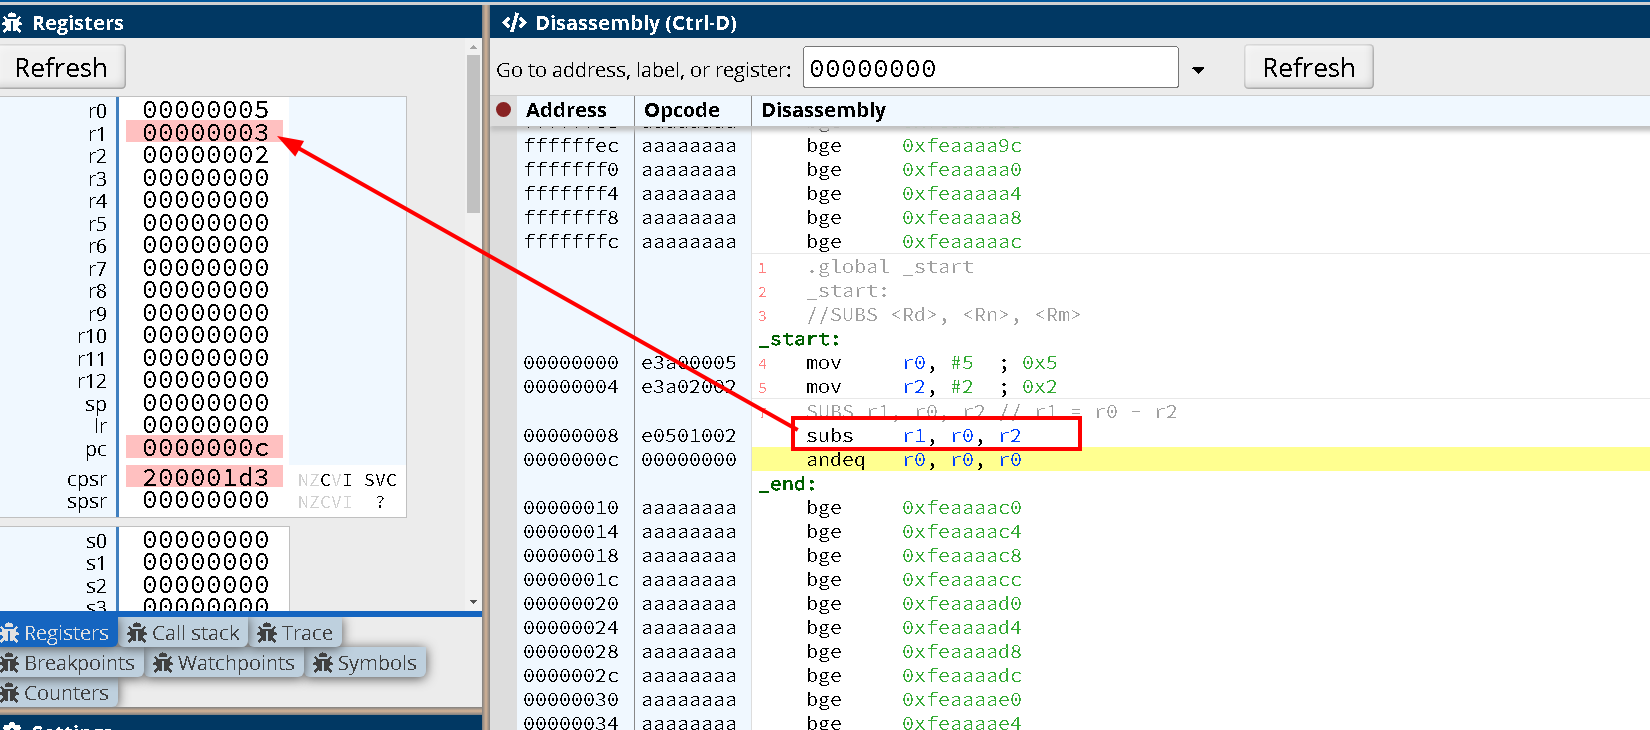 Registers
Refresh
r0 00000005
r1 00000003
r2 00000002
r3 00000000
r4 00000000
r5 00000000
r6 00000000
r7 00000000
r8 00000000
r9 00000000
r10 00000000
r11 00000000
r12 00000000
sp 00000000
lr 00000000
pc 0000000c
cpsr 200001d3 NZCVI SVC
spsr 00000000 NZCVI ?
s0 00000000
s1 00000000
s2 00000000
s3 00000000
Registers Call stack Trace
Breakpoints Watchpoints Symbols
Counters
Settings
</> Disassembly (Ctrl-D)
Go to address, label, or register: 00000000 Refresh
Address Opcode Disassembly
ffffffec aaaaaaaa bge 0xfeaaaa9c
fffffff0 aaaaaaaa bge 0xfeaaaaa0
fffffff4 aaaaaaaa bge 0xfeaaaaa4
fffffff8 aaaaaaaa bge 0xfeaaaaa8
fffffffc aaaaaaaa bge 0xfeaaaaac
1 .global _start
2 _start:
3 //SUBS <Rd>, <Rn>, <Rm>
_start:
00000000 e3a00005 4 mov r0, #5 ; 0x5
00000004 e3a02002 5 mov r2, #2 ; 0x2
SUBS r1, r0, r2 // r1 = r0 - r2
00000008 e0501002 subs r1, r0, r2
0000000c 00000000 andeq r0, r0, r0
_end:
00000010 aaaaaaaa bge 0xfeaaaac0
00000014 aaaaaaaa bge 0xfeaaaac4
00000018 aaaaaaaa bge 0xfeaaaac8
0000001c aaaaaaaa bge 0xfeaaaacc
00000020 aaaaaaaa bge 0xfeaaaad0
00000024 aaaaaaaa bge 0xfeaaaad4
00000028 aaaaaaaa bge 0xfeaaaad8
0000002c aaaaaaaa bge 0xfeaaaadc
00000030 aaaaaaaa bge 0xfeaaaae0
00000034 aaaaaaaa bge 0xfeaaaae4